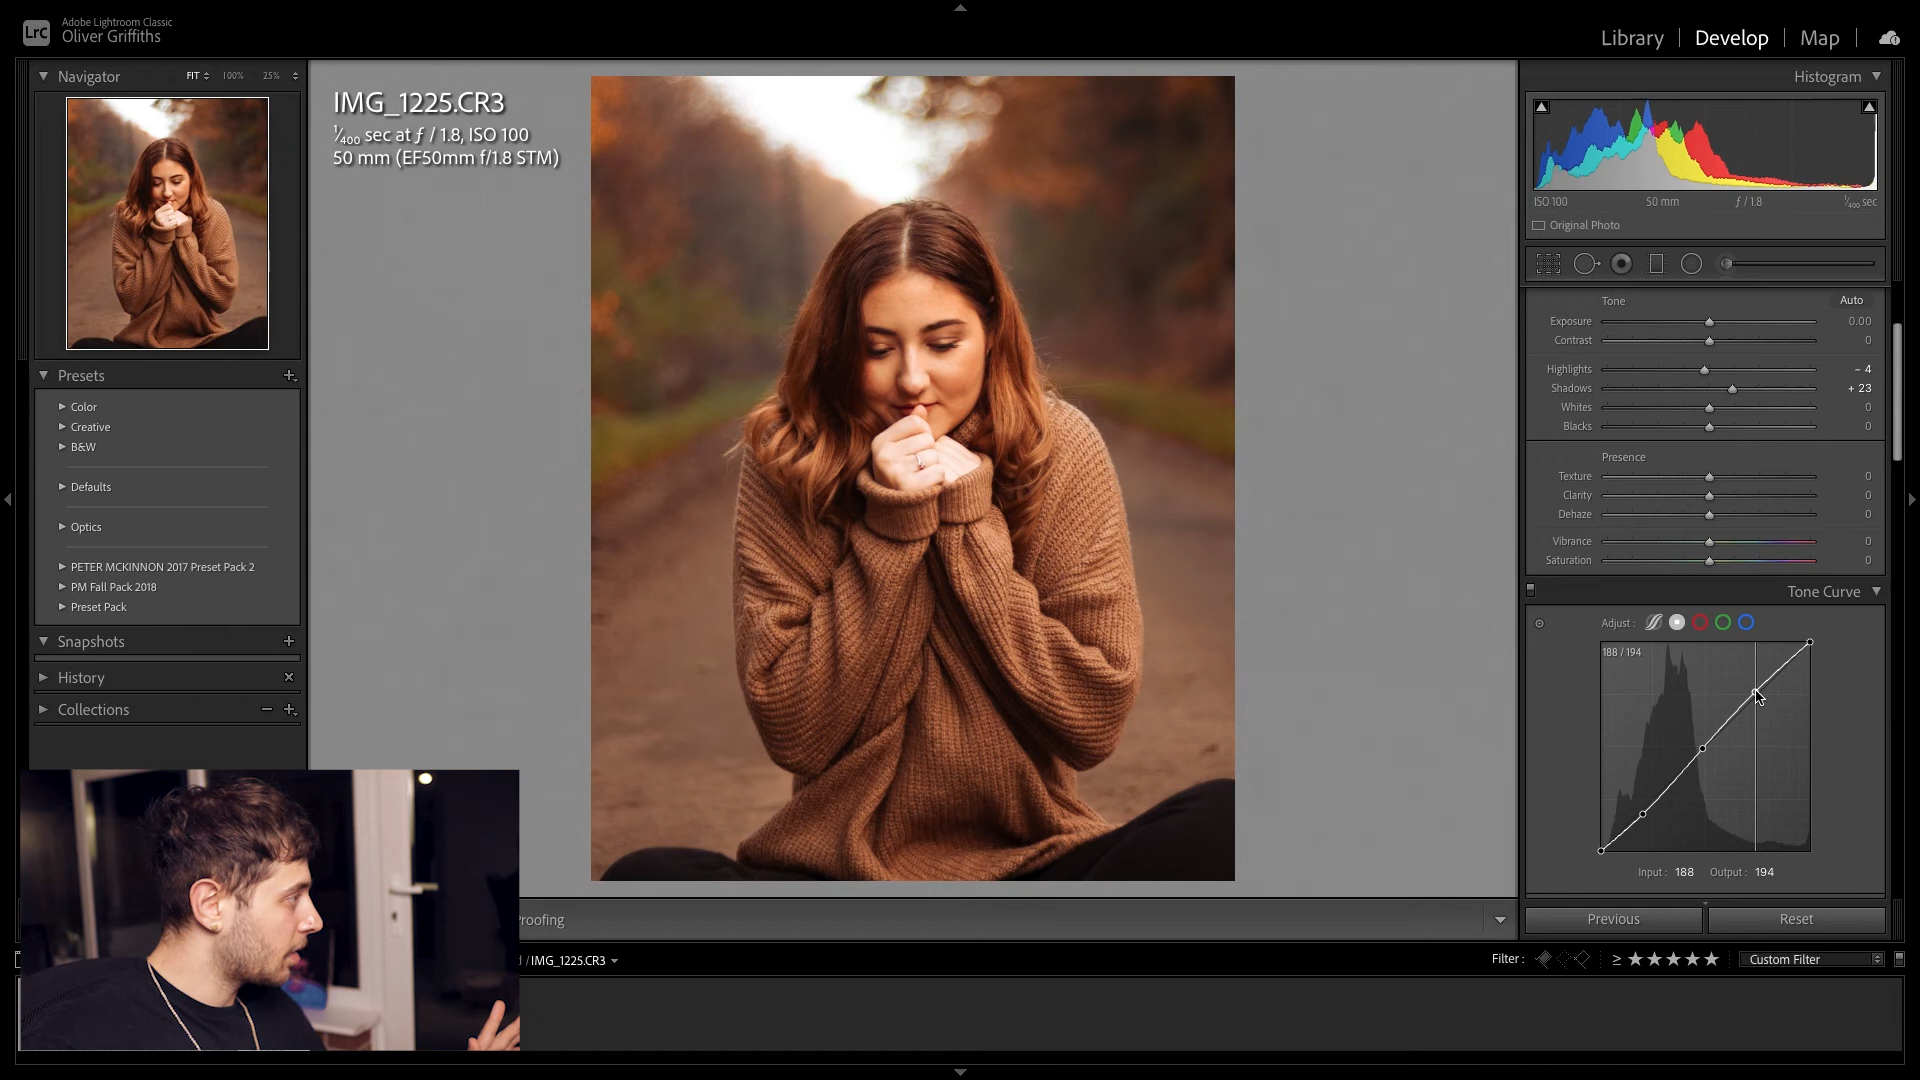 LrC
Adobe Lightroom Classic
Oliver Griffiths
Library
Develop
Map
Navigator
FIT
100%
25%
Presets
Color
Creative
B&W
Defaults
Optics
PETER MCKINNON 2017 Preset Pack 2
PM Fall Pack 2018
Preset Pack
Snapshots
History
Collections
IMG_1225.CR3
1/400 sec at ƒ / 1.8, ISO 100
50 mm (EF50mm f/1.8 STM)
Histogram
ISO 100
50 mm
ƒ / 1.8
1/400 sec
Original Photo
Tone
Auto
Exposure 0.00
Contrast 0
Highlights − 4
Shadows + 23
Whites 0
Blacks 0
Presence
Texture 0
Clarity 0
Dehaze 0
Vibrance 0
Saturation 0
Tone Curve
Adjust :
188 / 194
Input : 188 Output : 194
Previous
Reset
roofing
/ IMG_1225.CR3
Filter :
≥ ★★★★★
Custom Filter